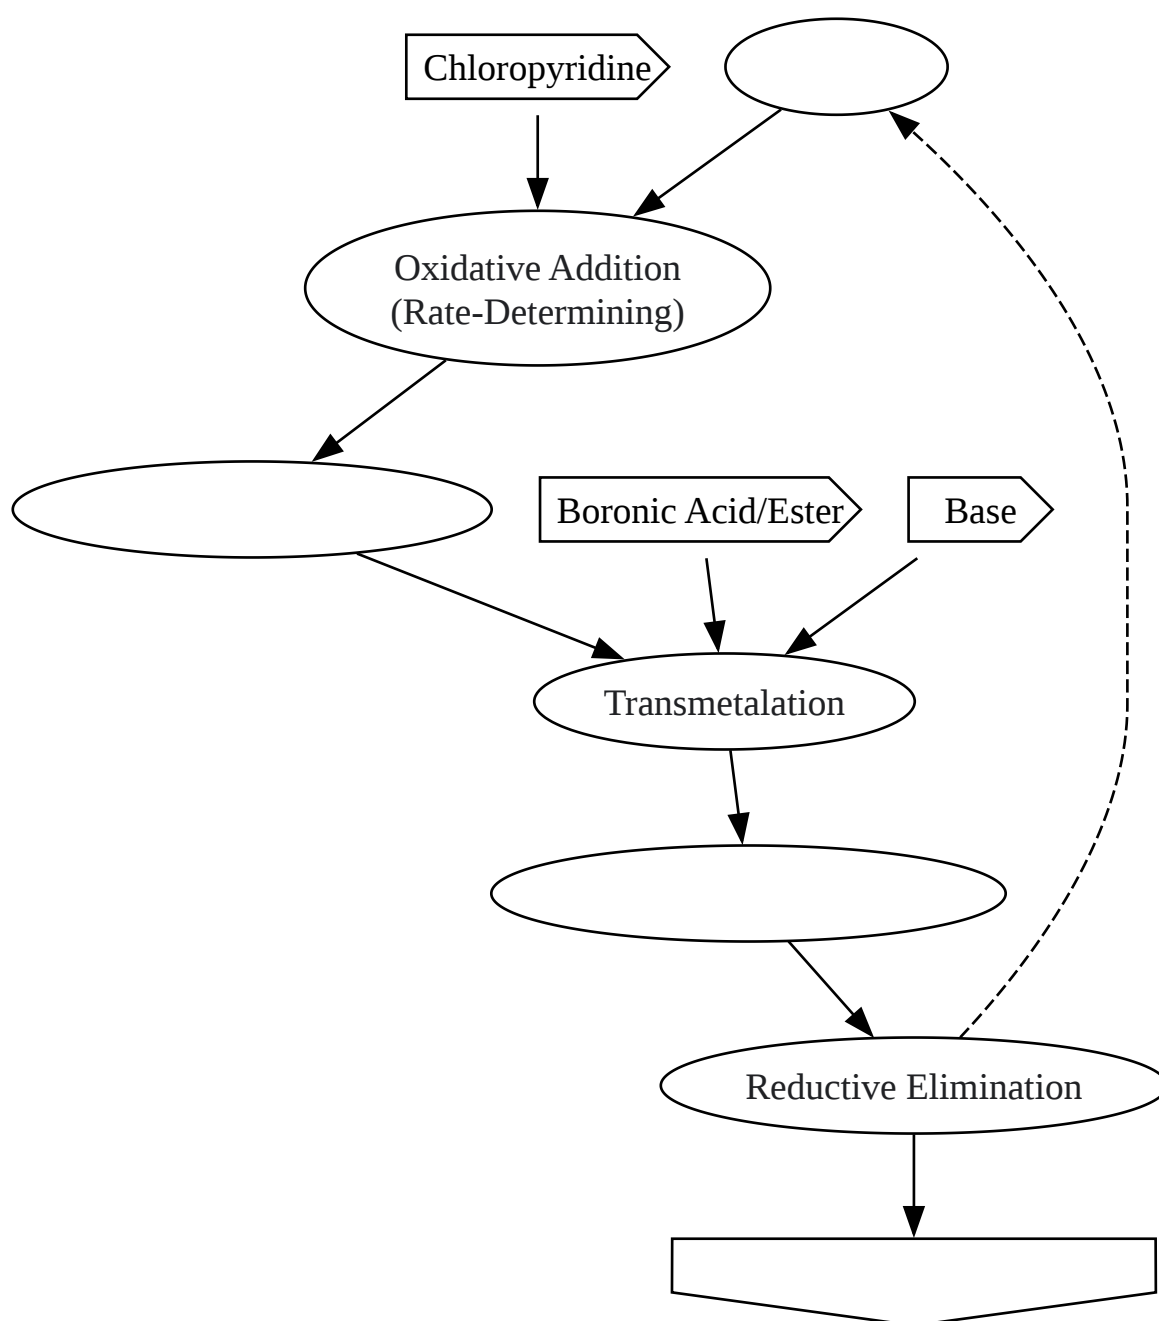 Chloropyridine
Oxidative Addition
(Rate-Determining)
Boronic Acid/Ester
Base
Transmetalation
Reductive Elimination